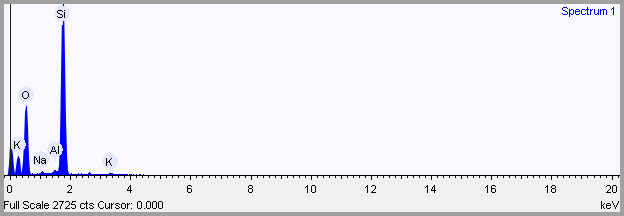 Spectrum 1
Si
O
K
Na
Al
K
0 2 4 6 8 10 12 14 16 18 20
Full Scale 2725 cts Cursor: 0.000 keV